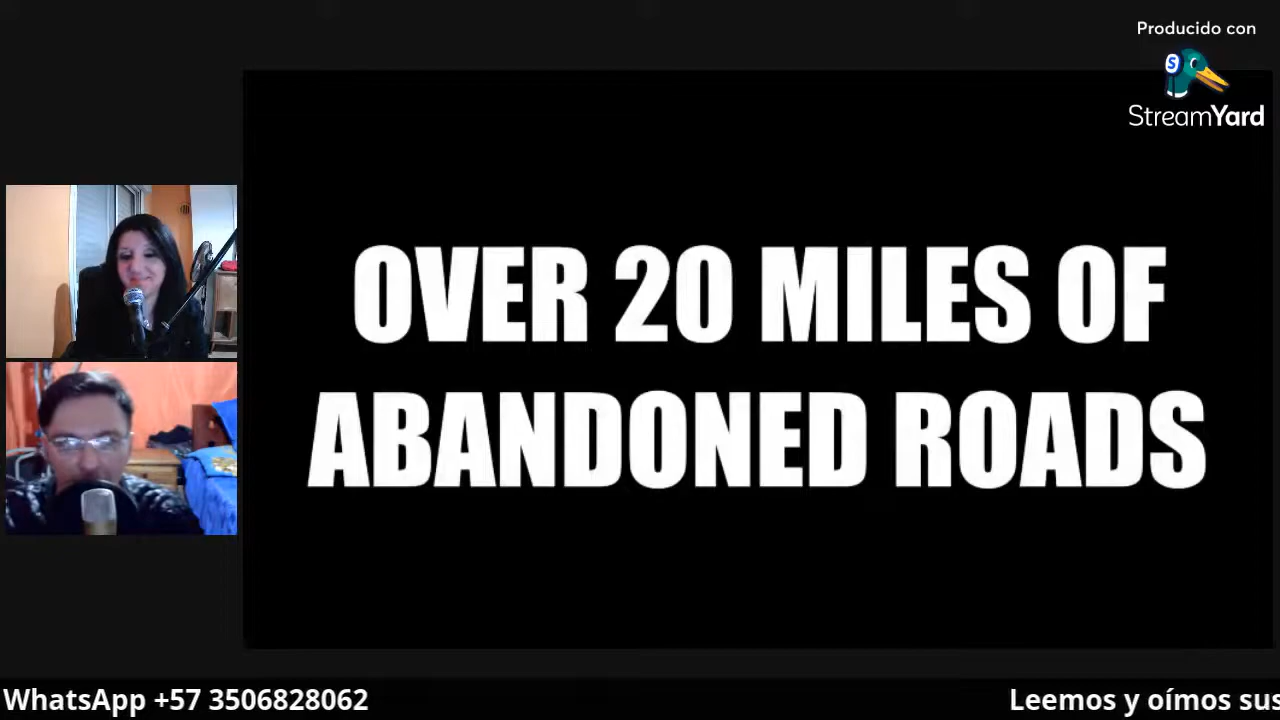 Producido con
StreamYard
OVER 20 MILES OF
ABANDONED ROADS
WhatsApp +57 3506828062
Leemos y oímos sus